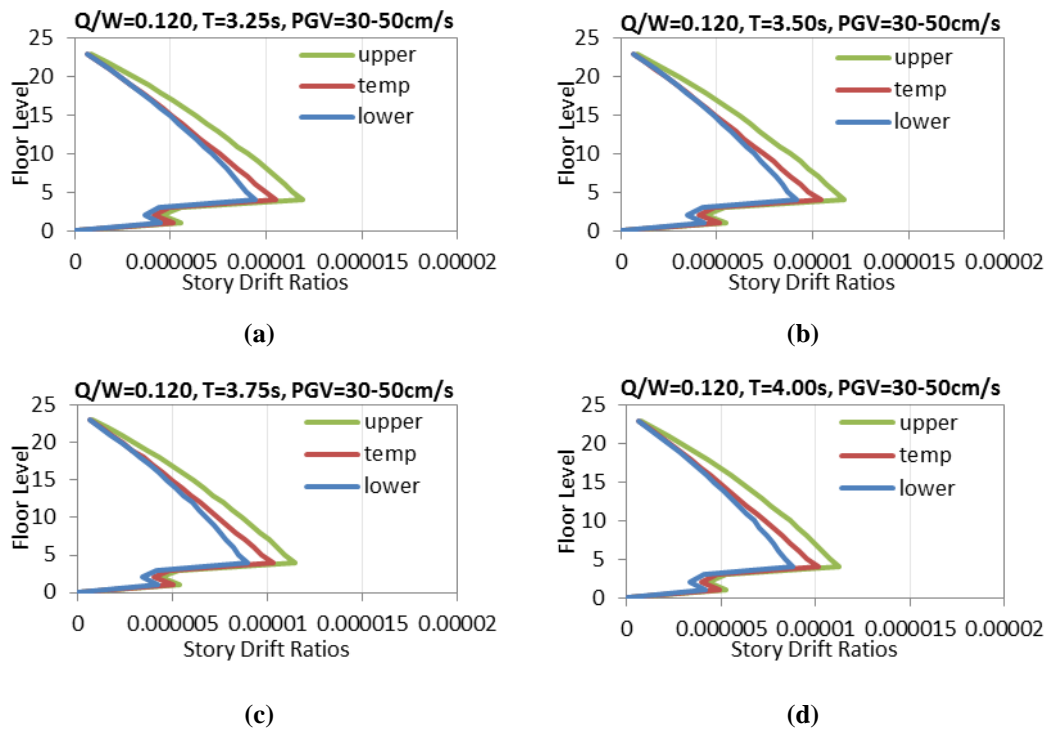 Q/W=0.120, T=3.25s, PGV=30-50cm/s
25
20
15
10
5
0
Floor Level
upper
temp
lower
0 0.000005 0.00001 0.000015 0.00002
Story Drift Ratios
(a)
Q/W=0.120, T=3.50s, PGV=30-50cm/s
25
20
15
10
5
0
Floor Level
upper
temp
lower
0 0.000005 0.00001 0.000015 0.00002
Story Drift Ratios
(b)
Q/W=0.120, T=3.75s, PGV=30-50cm/s
25
20
15
10
5
0
Floor Level
upper
temp
lower
0 0.000005 0.00001 0.000015 0.00002
Story Drift Ratios
(c)
Q/W=0.120, T=4.00s, PGV=30-50cm/s
25
20
15
10
5
0
Floor Level
upper
temp
lower
0 0.000005 0.00001 0.000015 0.00002
Story Drift Ratios
(d)